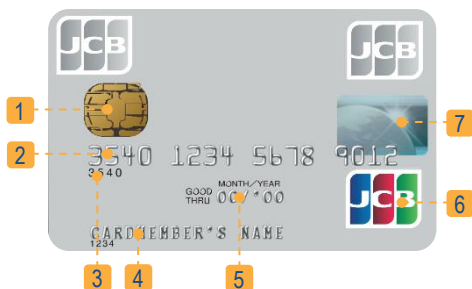 JCB JCB
1
7
2
3540 1234 5678 9012
3540
MONTH/YEAR
GOOD THRU 00/'00
JCB
6
CARDMEMBER'S NAME
1234
3 4 5